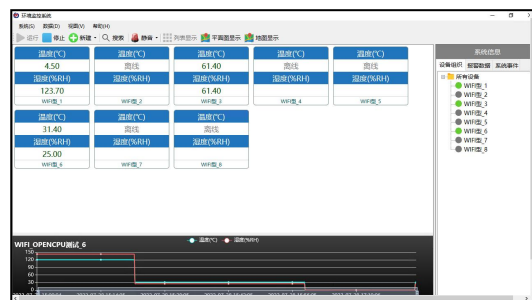 环境监控系统
系统(S) 数据(D) 视图(V) 帮助(H)
运行 停止 新建 搜索 静音 列表显示 平面图显示 地图显示
温度(℃) 温度(℃) 温度(℃) 温度(℃) 温度(℃)
4.50 离线 61.40 离线 离线
湿度(%RH) 湿度(%RH) 湿度(%RH) 湿度(%RH) 湿度(%RH)
123.70 61.40
WIFI型_1 WIFI型_2 WIFI型_3 WIFI型_4 WIFI型_5
温度(℃) 温度(℃) 温度(℃)
31.40 离线 离线
湿度(%RH) 湿度(%RH) 湿度(%RH)
25.00
WIFI型_6 WIFI型_7 WIFI型_8
系统信息
设备组织 报警数据 系统事件
所有设备
WIFI型_1
WIFI型_2
WIFI型_3
WIFI型_4
WIFI型_5
WIFI型_6
WIFI型_7
WIFI型_8
WIFI_OPENCPU测试_6
温度(℃) 湿度(%RH)
150
120
90
60
30
0